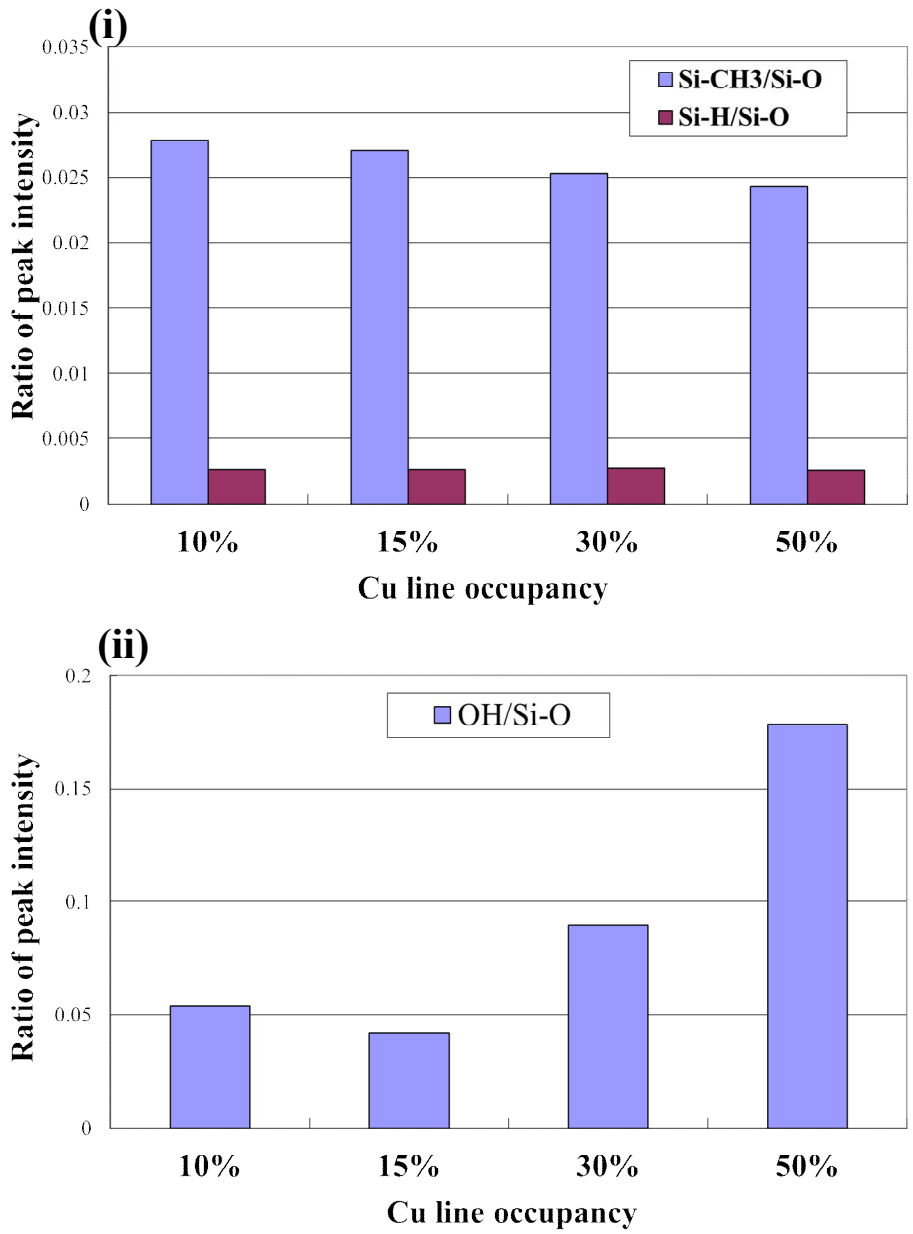 (i)
0.035
0.03
0.025
0.02
0.015
0.01
0.005
0
Ratio of peak intensity
Si-CH3/Si-O
Si-H/Si-O
10% 15% 30% 50%
Cu line occupancy
(ii)
0.2
0.15
0.1
0.05
0
Ratio of peak intensity
OH/Si-O
10% 15% 30% 50%
Cu line occupancy